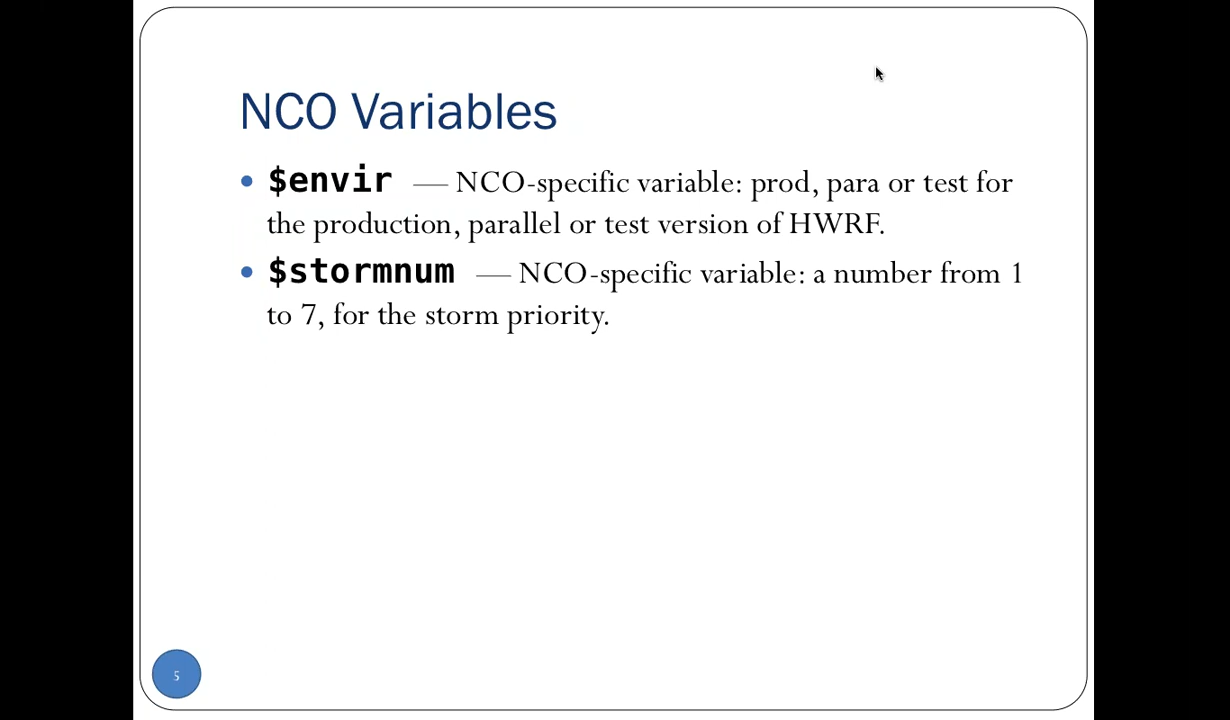 NCO Variables
• $envir — NCO-specific variable: prod, para or test for
the production, parallel or test version of HWRF.
• $stormnum — NCO-specific variable: a number from 1
to 7, for the storm priority.
5